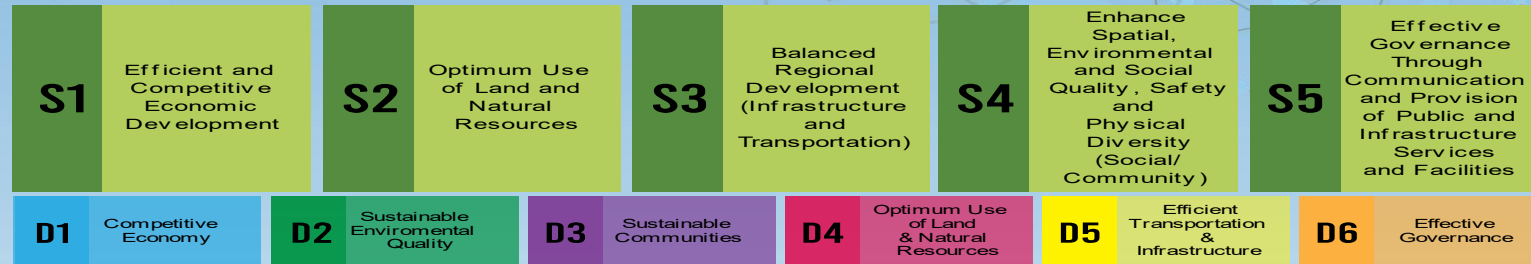 S1
Efficient and
Competitive
Economic
Development
S2
Optimum Use
of Land and
Natural
Resources
S3
Balanced
Regional
Development
(Infrastructure
and
Transportation)
S4
Enhance
Spatial,
Environmental
and Social
Quality, Safety
and
Physical
Diversity
(Social/
Community)
S5
Effective
Governance
Through
Communication
and Provision
of Public and
Infrastructure
Services
and Facilities
D1
Competitive
Economy
D2
Sustainable
Enviromental
Quality
D3
Sustainable
Communities
D4
Optimum Use
of Land
& Natural
Resources
D5
Efficient
Transportation
&
Infrastructure
D6
Effective
Governance